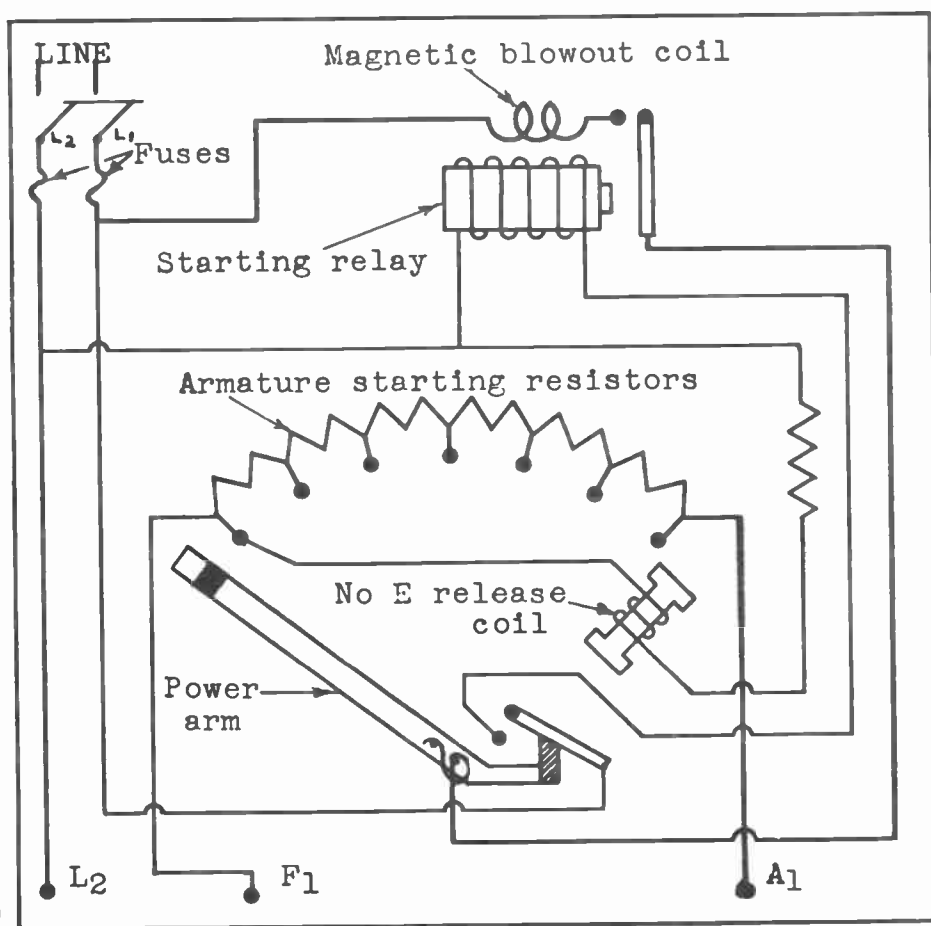 LINE
Magnetic blowout coil
L2
L1
Fuses
Starting relay
Armature starting resistors
No E release
coil
Power
arm
L2
F1
A1